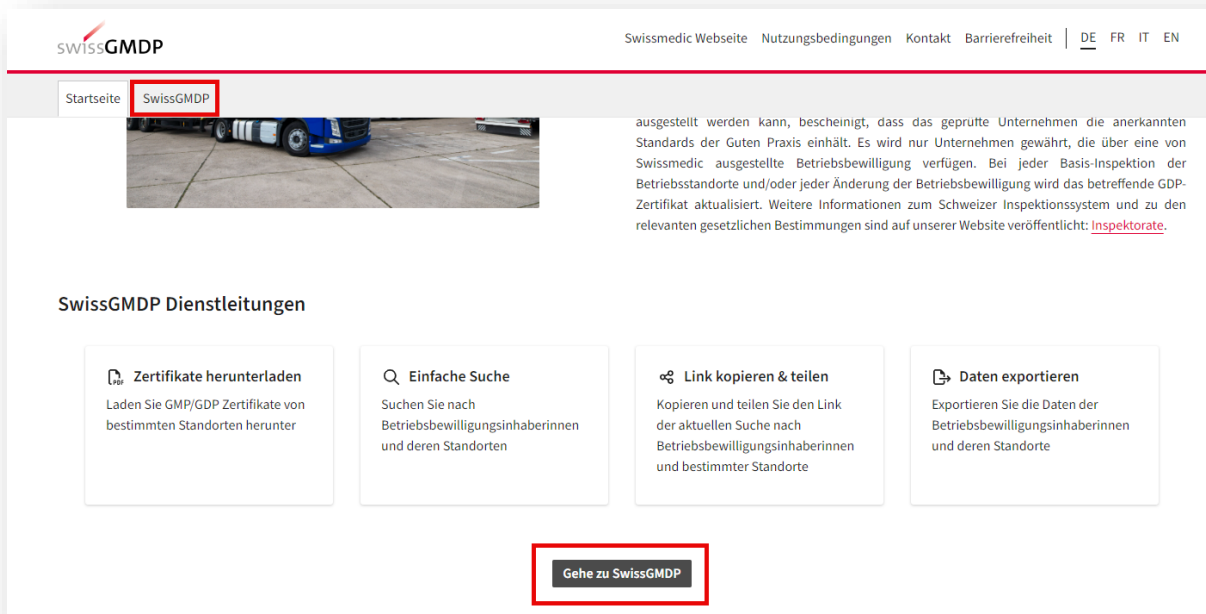 swissGMDP
Swissmedic Webseite Nutzungsbedingungen Kontakt Barrierefreiheit DE FR IT EN
Startseite SwissGMDP
ausgestellt werden kann, bescheinigt, dass das geprüfte Unternehmen die anerkannten
Standards der Guten Praxis einhält. Es wird nur Unternehmen gewährt, die über eine von
Swissmedic ausgestellte Betriebsbewilligung verfügen. Bei jeder Basis-Inspektion der
Betriebsstandorte und/oder jeder Änderung der Betriebsbewilligung wird das betreffende GDP-
Zertifikat aktualisiert. Weitere Informationen zum Schweizer Inspektionssystem und zu den
relevanten gesetzlichen Bestimmungen sind auf unserer Website veröffentlicht: Inspektorate.
SwissGMDP Dienstleitungen
PDF
Zertifikate herunterladen
Laden Sie GMP/GDP Zertifikate von
bestimmten Standorten herunter
Einfache Suche
Suchen Sie nach
Betriebsbewilligungsinhaberinnen
und deren Standorten
Link kopieren & teilen
Kopieren und teilen Sie den Link
der aktuellen Suche nach
Betriebsbewilligungsinhaberinnen
und bestimmter Standorte
Daten exportieren
Exportieren Sie die Daten der
Betriebsbewilligungsinhaberinnen
und deren Standorte
Gehe zu SwissGMDP